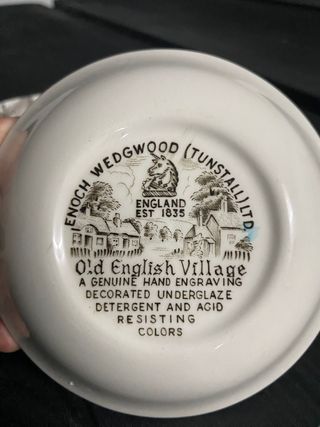 ENOCH WEDGWOOD (TUNSTALL) LTD.
ENGLAND
EST 1835
Old English Village
A GENUINE HAND ENGRAVING
DECORATED UNDERGLAZE
DETERGENT AND ACID
RESISTING
COLORS